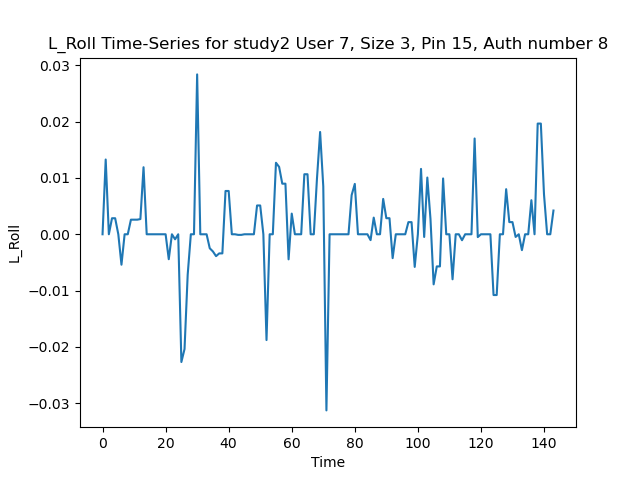 L_Roll Time-Series for study2 User 7, Size 3, Pin 15, Auth number 8
0.03
0.02
0.01
0.00
−0.01
−0.02
−0.03
L_Roll
0 20 40 60 80 100 120 140
Time